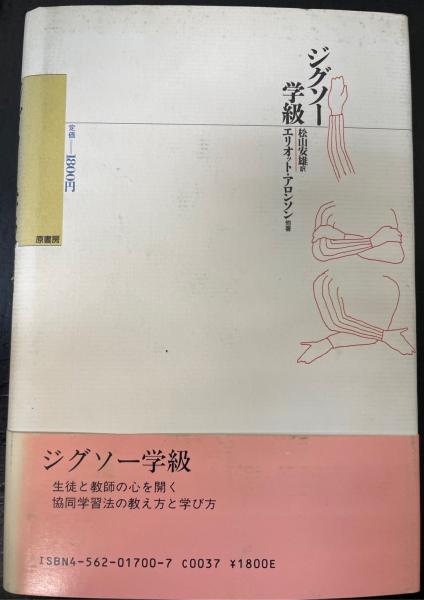 ジグソー
学級
松山安雄訳
エリオット・アロンソン他著
定価──1800円
原書房
ジグソー学級
生徒と教師の心を開く
協同学習法の教え方と学び方
ISBN4-562-01700-7 C0037 ¥1800E